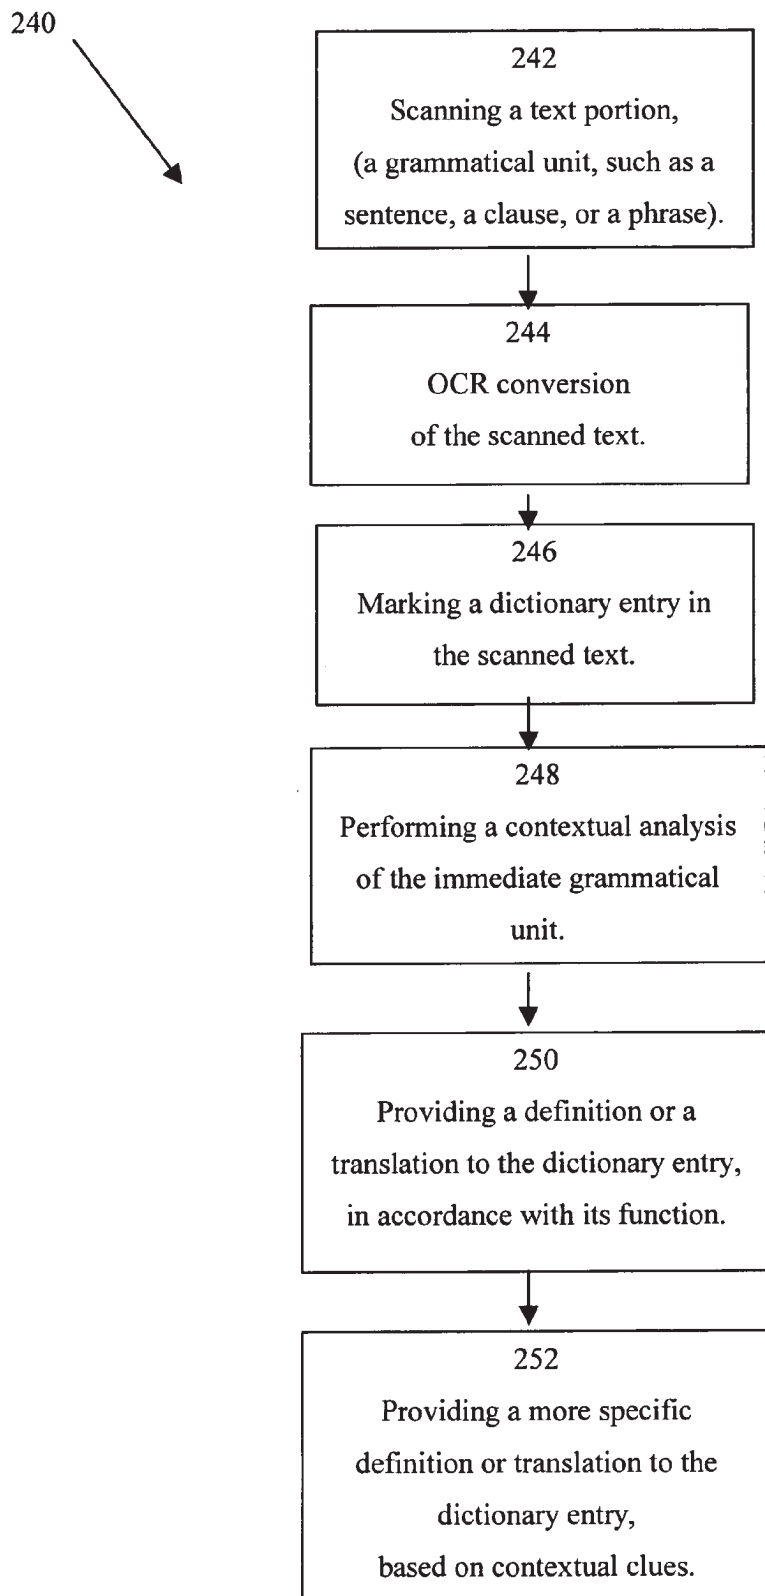 240
242
Scanning a text portion,
(a grammatical unit, such as a
sentence, a clause, or a phrase).
244
OCR conversion
of the scanned text.
246
Marking a dictionary entry in
the scanned text.
248
Performing a contextual analysis
of the immediate grammatical
unit.
250
Providing a definition or a
translation to the dictionary entry,
in accordance with its function.
252
Providing a more specific
definition or translation to the
dictionary entry,
based on contextual clues.